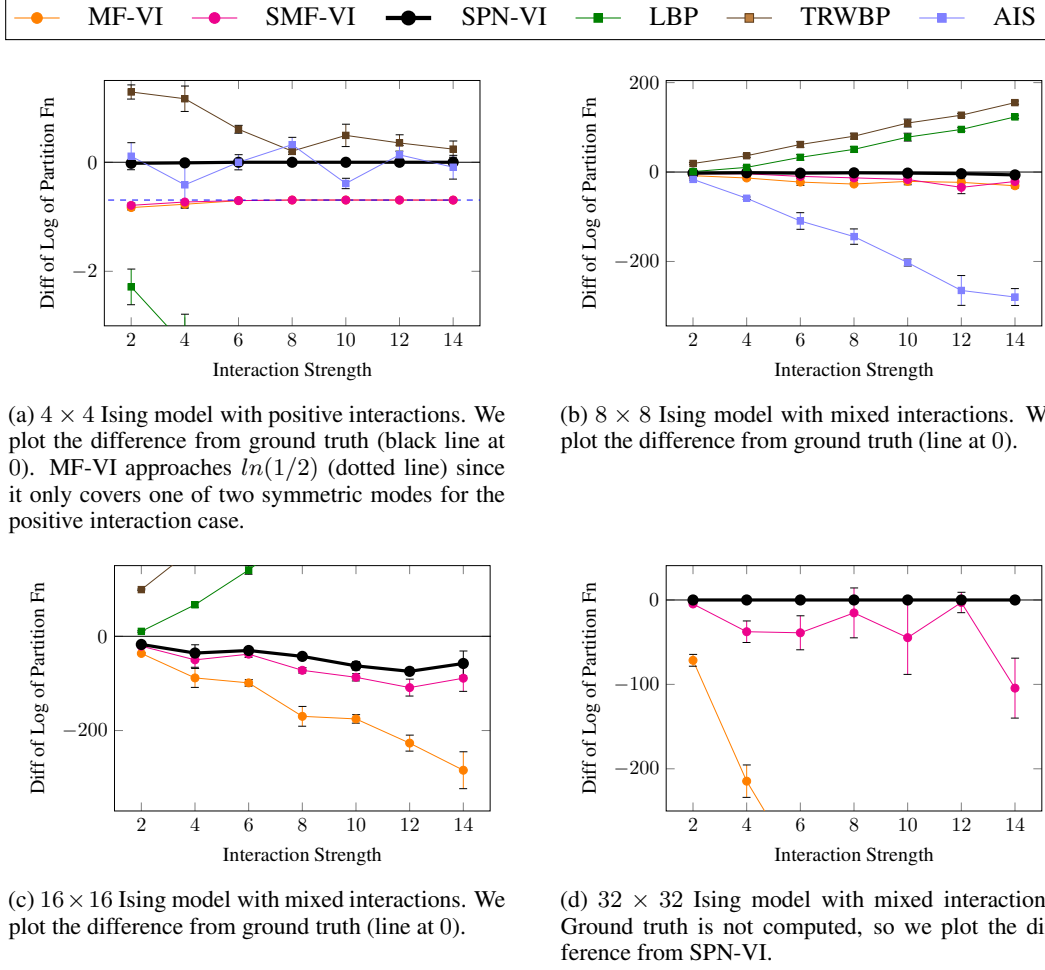 MF-VI SMF-VI SPN-VI LBP TRWBP AIS
Diff of Log of Partition Fn
0
−2
2 4 6 8 10 12 14
Interaction Strength
(a) 4 × 4 Ising model with positive interactions. We
plot the difference from ground truth (black line at
0). MF-VI approaches ln(1/2) (dotted line) since
it only covers one of two symmetric modes for the
positive interaction case.
Diff of Log of Partition Fn
200
0
−200
2 4 6 8 10 12 14
Interaction Strength
(b) 8 × 8 Ising model with mixed interactions. W
plot the difference from ground truth (line at 0).
Diff of Log of Partition Fn
0
−200
2 4 6 8 10 12 14
Interaction Strength
(c) 16 × 16 Ising model with mixed interactions. We
plot the difference from ground truth (line at 0).
Diff of Log of Partition Fn
0
−100
−200
2 4 6 8 10 12 14
Interaction Strength
(d) 32 × 32 Ising model with mixed interaction
Ground truth is not computed, so we plot the di
ference from SPN-VI.